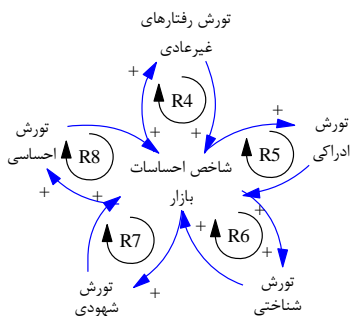 تورش رفتارهای
غیرعادی
+
R4
+
+
+
تورش
ادراکی
R5
تورش
احساسی
R8
شاخص احساسات
بازار
+
+
+
+
R7
R6
+
+
تورش
شهودی
+
تورش
شناختی